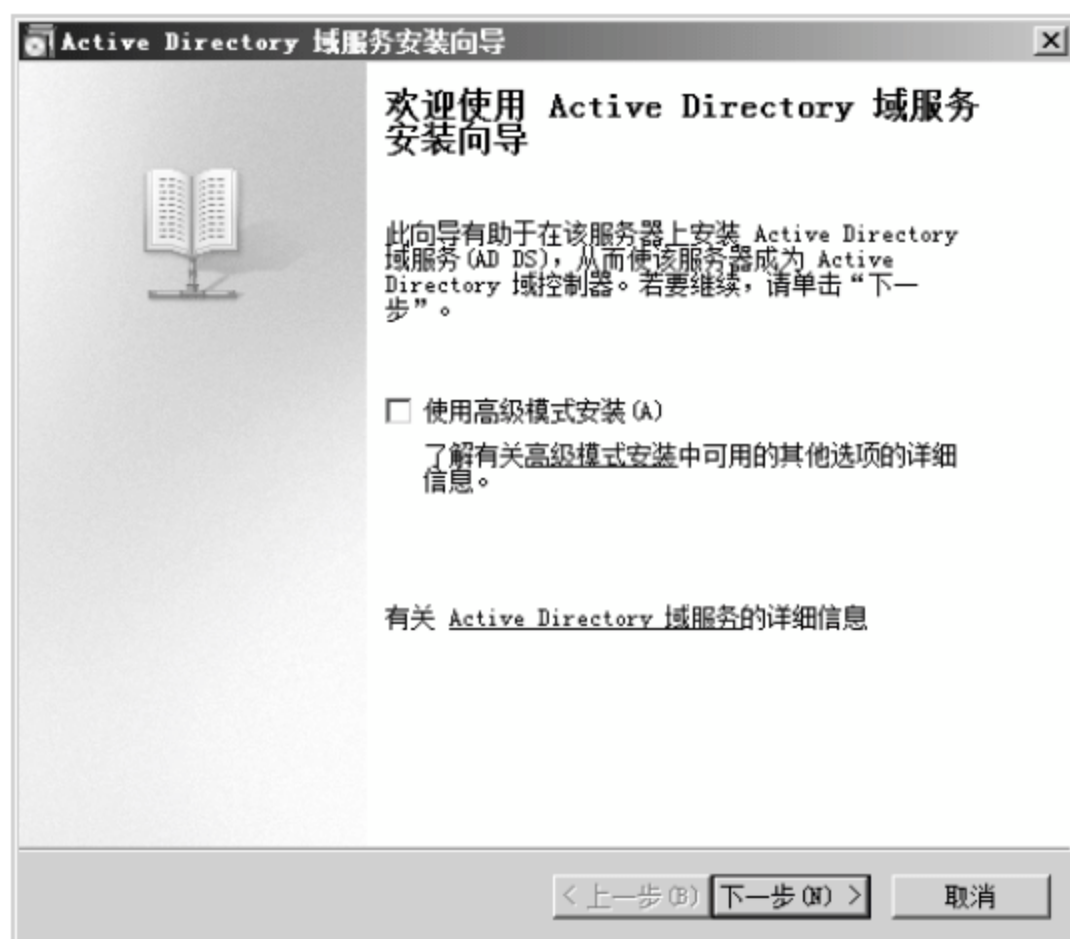 Active Directory 域服务安装向导
欢迎使用 Active Directory 域服务
安装向导
此向导有助于在该服务器上安装 Active Directory
域服务(AD DS)，从而使该服务器成为 Active
Directory 域控制器。若要继续，请单击“下一
步”。
使用高级模式安装(A)
了解有关高级模式安装中可用的其他选项的详细
信息。
有关 Active Directory 域服务的详细信息
< 上一步(B) 下一步(N) > 取消